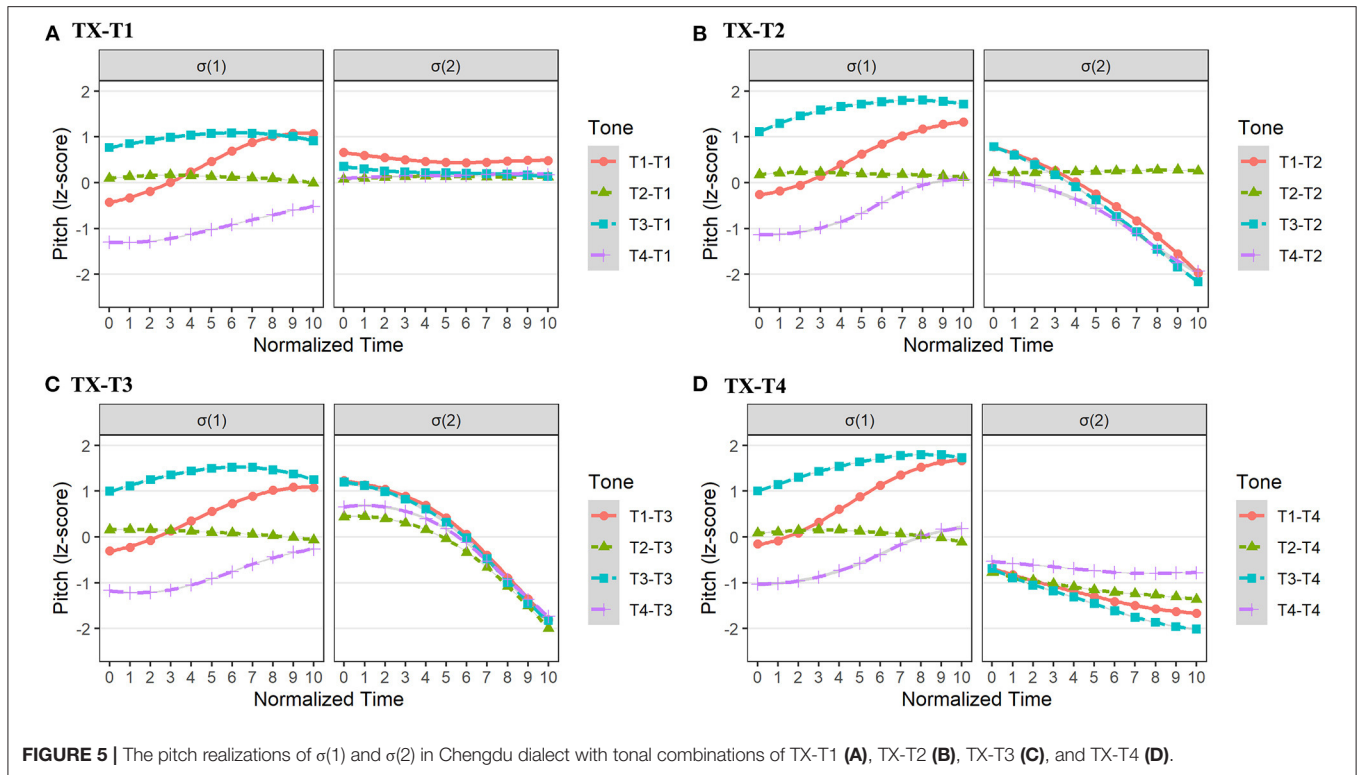 A TX-T1
σ(1) σ(2)
Pitch (lz-score)
2
1
0
-1
-2
0 1 2 3 4 5 6 7 8 9 10 0 1 2 3 4 5 6 7 8 9 10
Normalized Time
Tone
T1-T1
T2-T1
T3-T1
T4-T1
B TX-T2
σ(1) σ(2)
Pitch (lz-score)
2
1
0
-1
-2
0 1 2 3 4 5 6 7 8 9 10 0 1 2 3 4 5 6 7 8 9 10
Normalized Time
Tone
T1-T2
T2-T2
T3-T2
T4-T2
C TX-T3
σ(1) σ(2)
Pitch (lz-score)
2
1
0
-1
-2
0 1 2 3 4 5 6 7 8 9 10 0 1 2 3 4 5 6 7 8 9 10
Normalized Time
Tone
T1-T3
T2-T3
T3-T3
T4-T3
D TX-T4
σ(1) σ(2)
Pitch (lz-score)
2
1
0
-1
-2
0 1 2 3 4 5 6 7 8 9 10 0 1 2 3 4 5 6 7 8 9 10
Normalized Time
Tone
T1-T4
T2-T4
T3-T4
T4-T4
FIGURE 5 | The pitch realizations of σ(1) and σ(2) in Chengdu dialect with tonal combinations of TX-T1 (A), TX-T2 (B), TX-T3 (C), and TX-T4 (D).